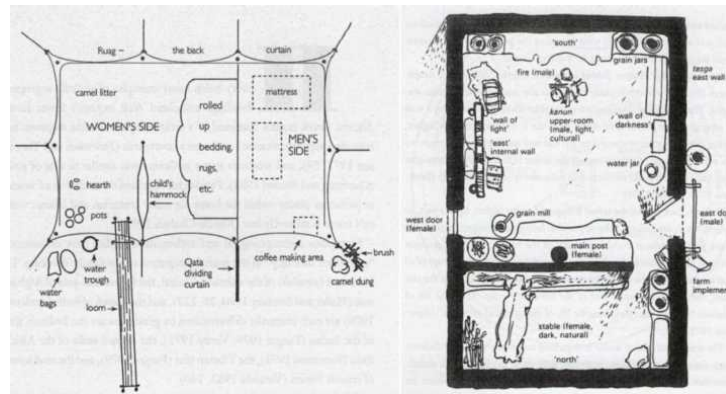 Ruag –
the back
curtain
camel litter
mattress
WOMEN'S SIDE
rolled
up
bedding,
rugs,
etc.
MEN'S
SIDE
hearth
child's
hammock
pots
coffee making area
brush
water
trough
Qata
dividing
curtain
camel dung
water
bags
loom
'south'
grain jars
tasga
east wall
fire (male)
kanun
upper-room
(male, light,
cultural)
'wall of
light'
'east'
internal wall
'wall of
darkness'
water jar
grain mill
west door
(female)
main post
(female)
east do
(male)
farm
implemen
stable (female,
dark, natural)
'north'